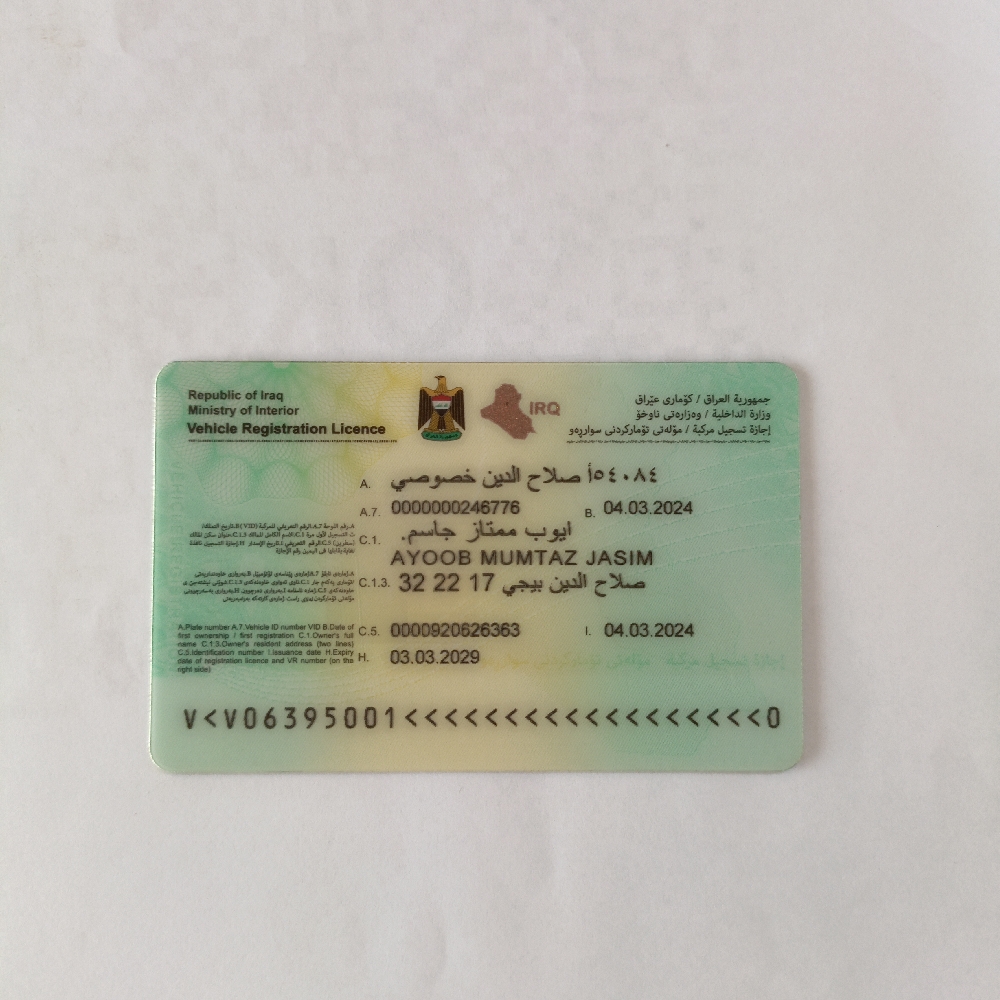 Republic of Iraq
Ministry of Interior
Vehicle Registration Licence
IRQ
جمهورية العراق / كۆماری عێراق
وزارة الداخلية / وەزارەتی ناوخۆ
إجازة تسجيل مركبة / مۆڵەتی تۆمارکردنی سواررەو
A. ٥٤٠٨٤أ صلاح الدين خصوصي
A.7. 0000000246776 B. 04.03.2024
C.1. ايوب ممتاز جاسم.
AYOOB MUMTAZ JASIM
C.1.3. صلاح الدين بيجي 17 22 32
C.5. 0000920626363 I. 04.03.2024
H. 03.03.2029
A.Plate number A.7.Vehicle ID number VID B.Date of
first ownership / first registration C.1.Owner's full
name C.1.3.Owner's resident address (two lines)
C.5.Identification number I.Issuance date H.Expiry
date of registration licence and VR number (on the
right side)
V<V06395001<<<<<<<<<<<<<<<<<<0